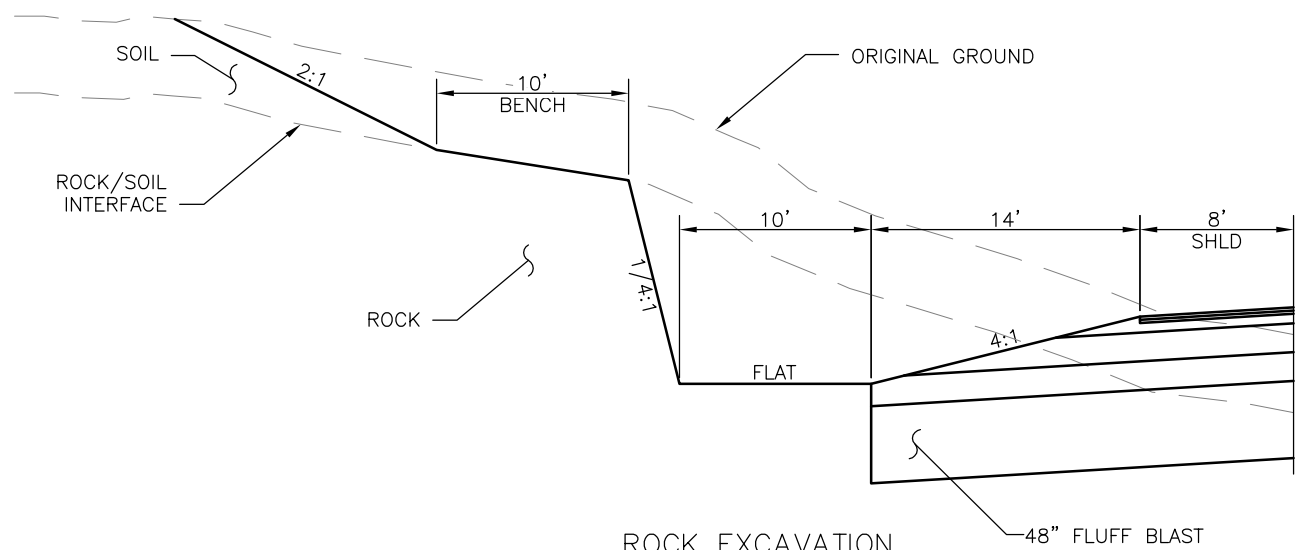 SOIL
2:1
10'
BENCH
ORIGINAL GROUND
ROCK/SOIL
INTERFACE
10'
14'
8'
SHLD
1/4:1
ROCK
4:1
FLAT
48" FLUFF BLAST
ROCK EXCAVATION